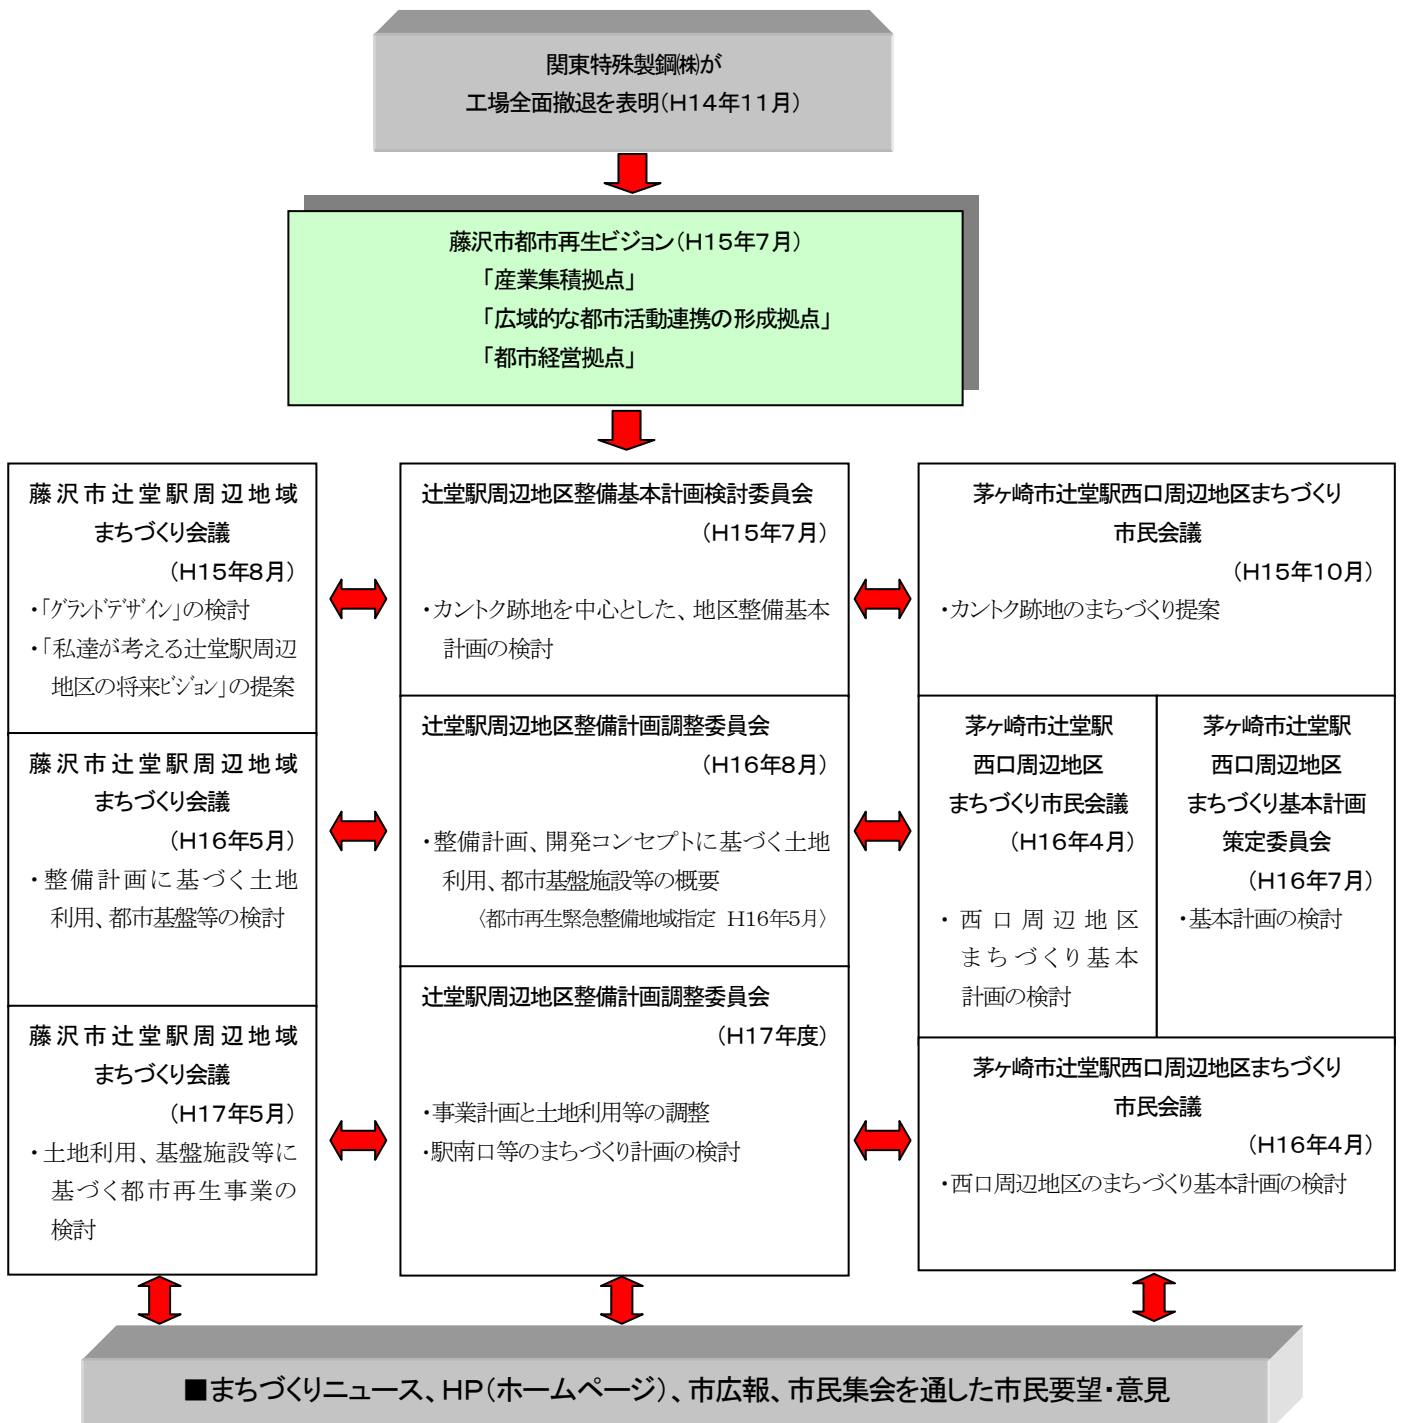 関東特殊製鋼㈱が
工場全面撤退を表明(H14年11月)
藤沢市都市再生ビジョン(H15年7月)
「産業集積拠点」
「広域的な都市活動連携の形成拠点」
「都市経営拠点」
藤沢市辻堂駅周辺地域
まちづくり会議
(H15年8月)
・「グランドデザイン」の検討
・「私達が考える辻堂駅周辺
地区の将来ビジョン」の提案
藤沢市辻堂駅周辺地域
まちづくり会議
(H16年5月)
・整備計画に基づく土地
利用、都市基盤等の検討
藤沢市辻堂駅周辺地域
まちづくり会議
(H17年5月)
・土地利用、基盤施設等に
基づく都市再生事業の
検討
辻堂駅周辺地区整備基本計画検討委員会
(H15年7月)
・カントク跡地を中心とした、地区整備基本
計画の検討
辻堂駅周辺地区整備計画調整委員会
(H16年8月)
・整備計画、開発コンセプトに基づく土地
利用、都市基盤施設等の概要
〈都市再生緊急整備地域指定 H16年5月〉
辻堂駅周辺地区整備計画調整委員会
(H17年度)
・事業計画と土地利用等の調整
・駅南口等のまちづくり計画の検討
茅ヶ崎市辻堂駅西口周辺地区まちづくり
市民会議
(H15年10月)
・カントク跡地のまちづくり提案
茅ヶ崎市辻堂駅
西口周辺地区
まちづくり市民会議
(H16年4月)
・西口周辺地区
まちづくり基本
計画の検討
茅ヶ崎市辻堂駅
西口周辺地区
まちづくり基本計画
策定委員会
(H16年7月)
・基本計画の検討
茅ヶ崎市辻堂駅西口周辺地区まちづくり
市民会議
(H16年4月)
・西口周辺地区のまちづくり基本計画の検討
■まちづくりニュース、HP(ホームページ)、市広報、市民集会を通した市民要望・意見